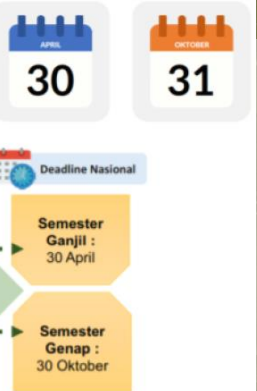 APRIL
30
OKTOBER
31
Deadline Nasional
Semester
Ganjil :
30 April
Semester
Genap :
30 Oktober